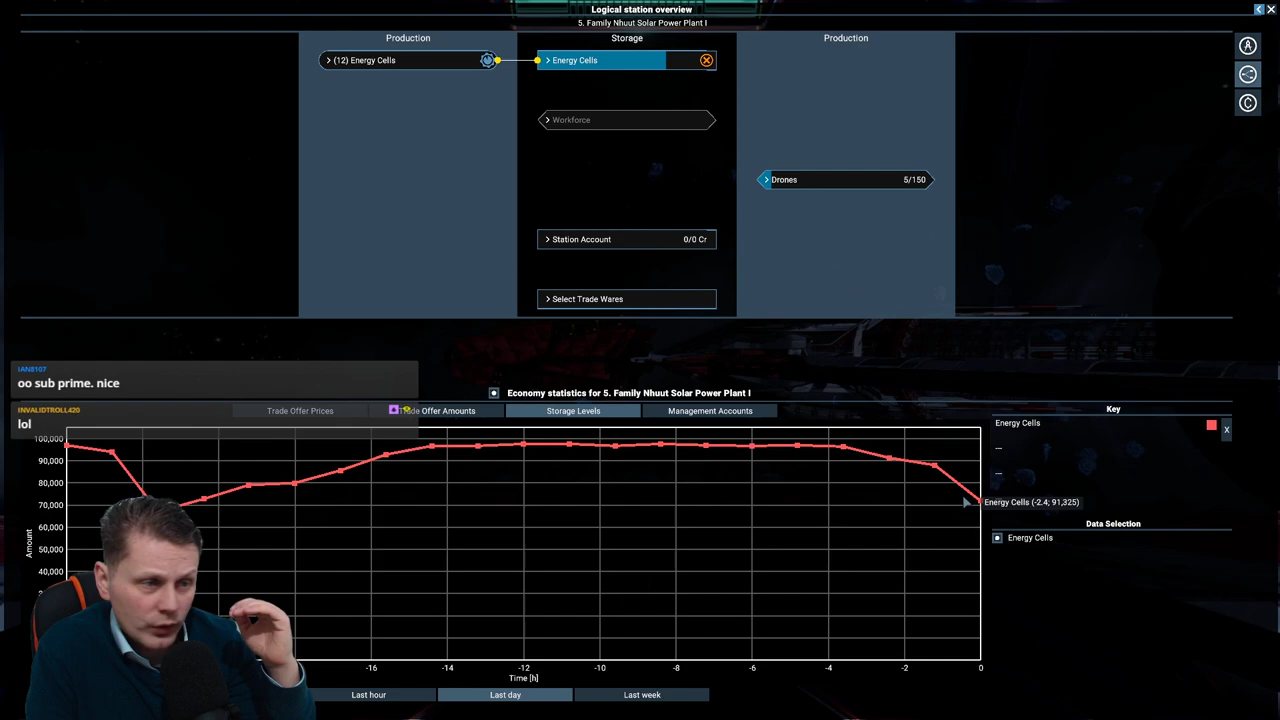 Logical station overview
5. Family Nhuut Solar Power Plant I
Production
Storage
Production
(12) Energy Cells
Energy Cells
Workforce
Drones 5/150
Station Account 0/0 Cr
Select Trade Wares
IAN8107
oo sub prime. nice
INVALIDTROLL420
lol
Economy statistics for 5. Family Nhuut Solar Power Plant I
Trade Offer Prices
Trade Offer Amounts
Storage Levels
Management Accounts
Key
Energy Cells
X
---
---
Data Selection
Energy Cells
100,000
90,000
80,000
70,000
60,000
50,000
40,000
Amount
Energy Cells (-2.4; 91,325)
-16 -14 -12 -10 -8 -6 -4 -2 0
Time [h]
Last hour
Last day
Last week